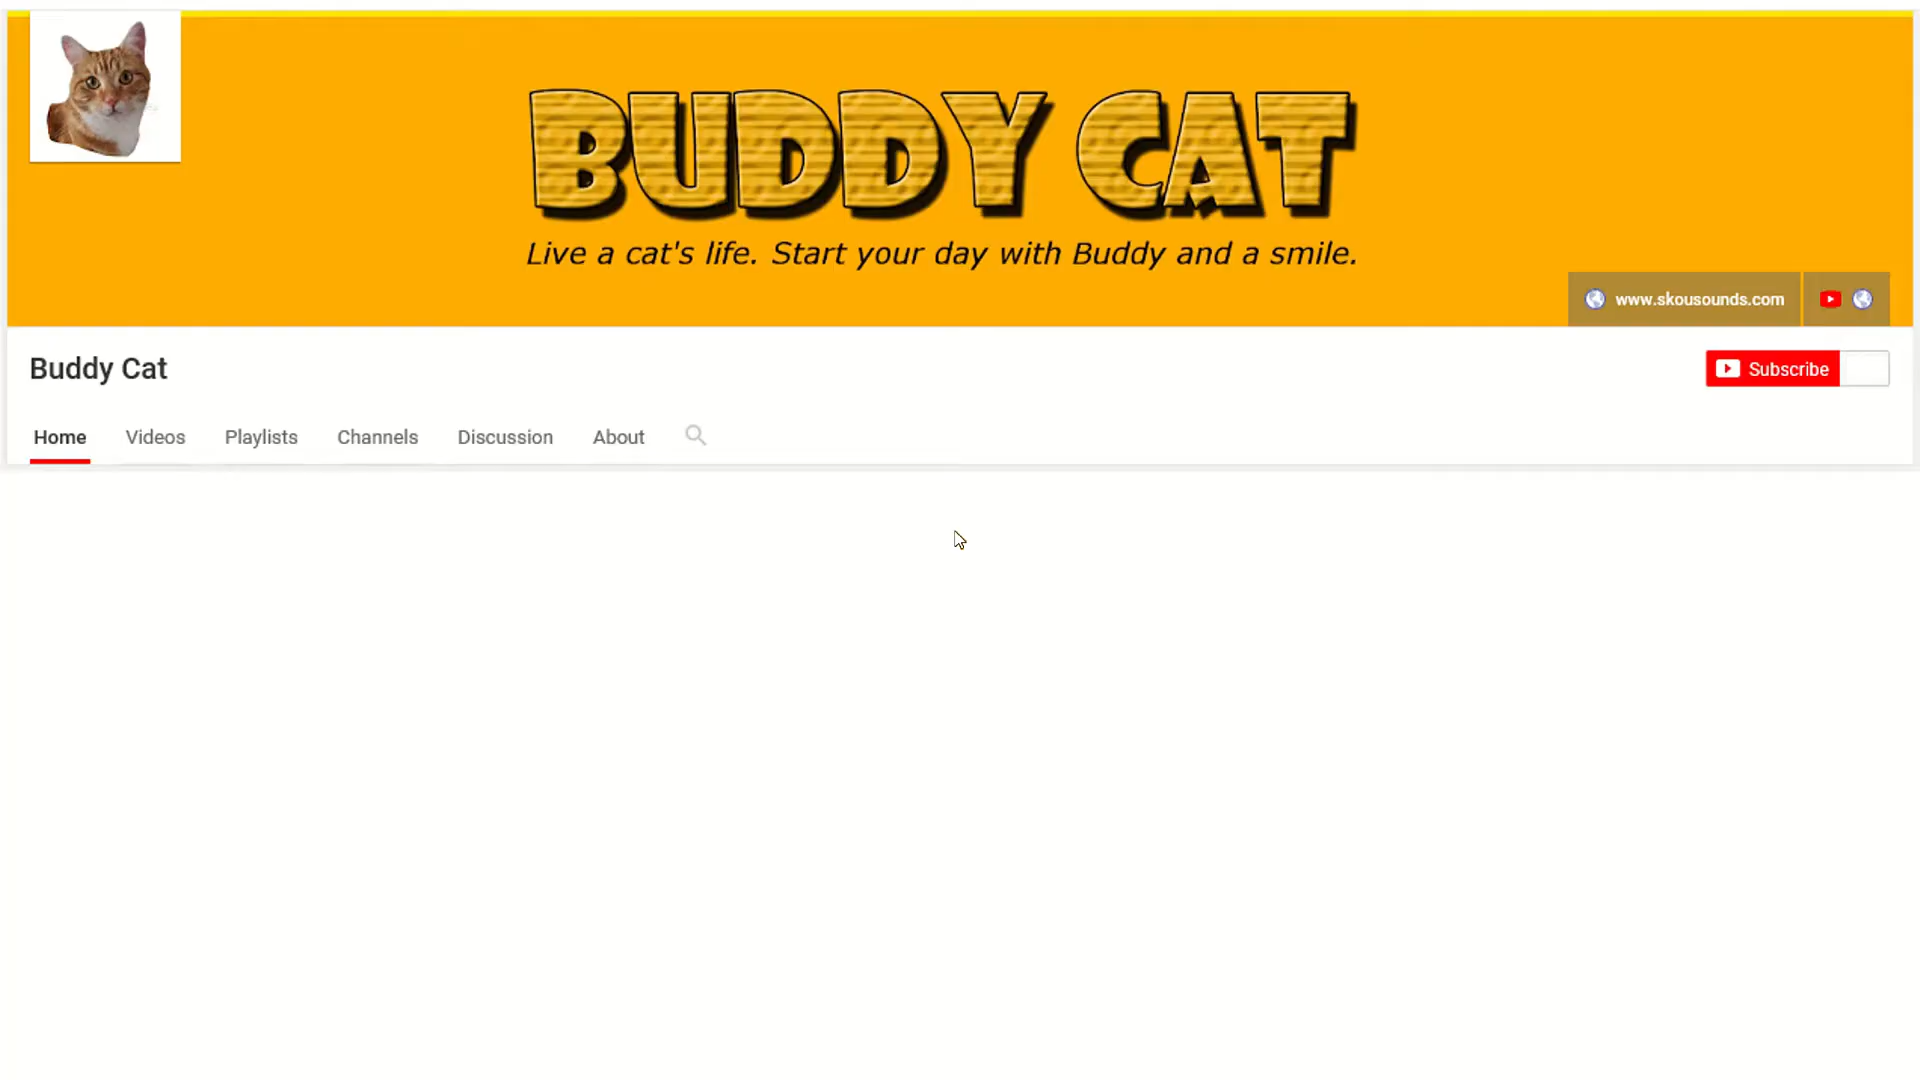 BUDDY CAT
Live a cat's life. Start your day with Buddy and a smile.
www.skousounds.com
Buddy Cat
Subscribe
Home Videos Playlists Channels Discussion About